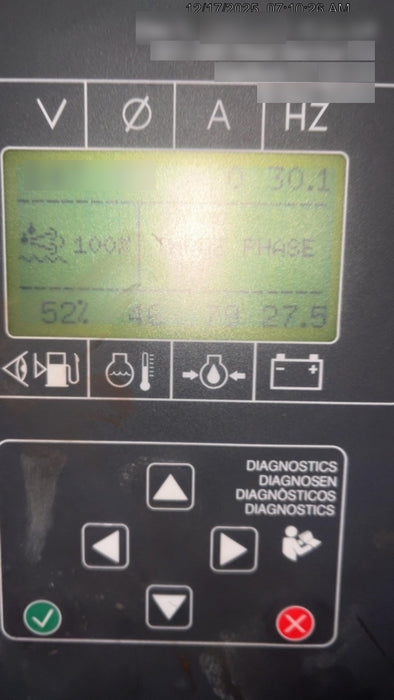 12/17/2025 07:10:26 AM
V Ø A HZ
0 30.1
100% PHASE
52% 79 27.5
DIAGNOSTICS
DIAGNOSEN
DIAGNÓSTICOS
DIAGNOSTICS